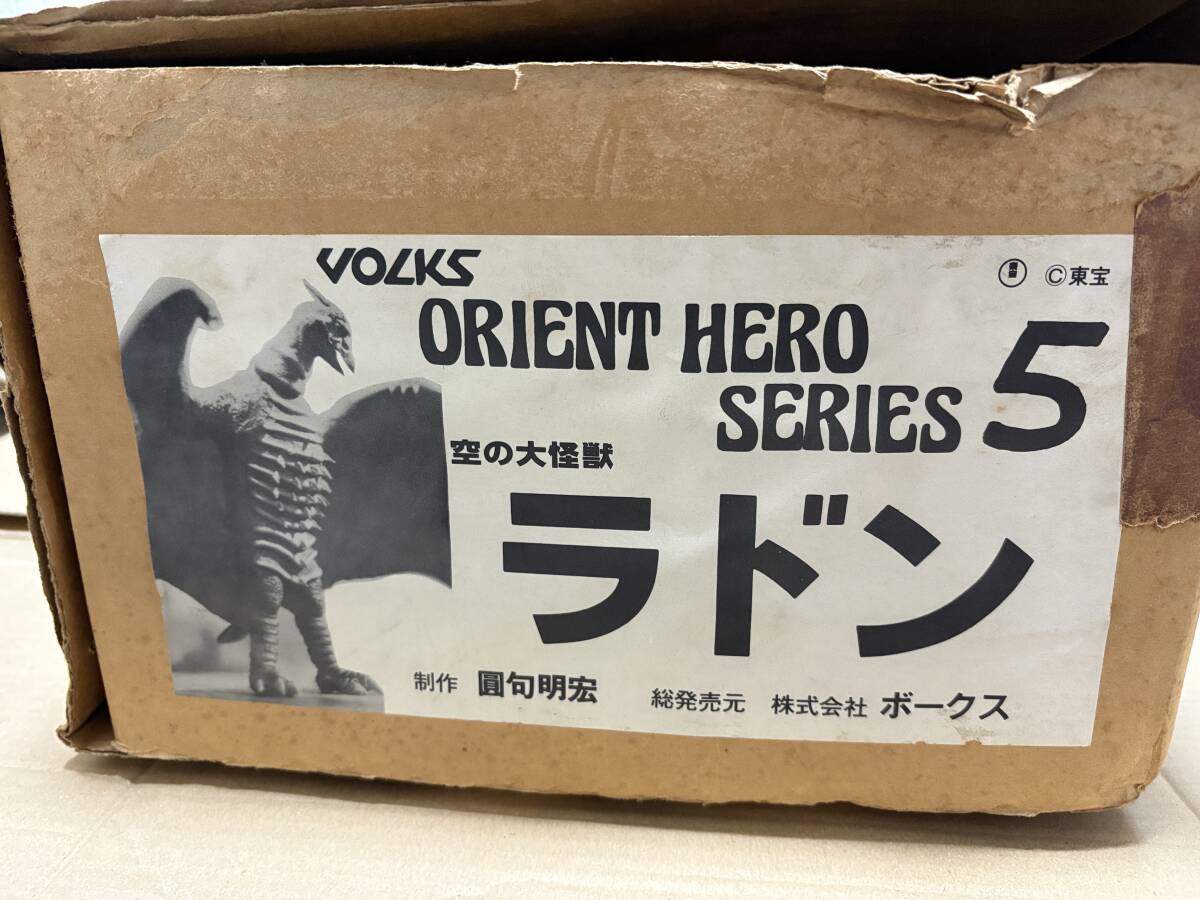 VOLKS
©東宝
ORIENT HERO
SERIES 5
空の大怪獣
ラドン
制作 圓句明宏
総発売元 株式会社 ボークス